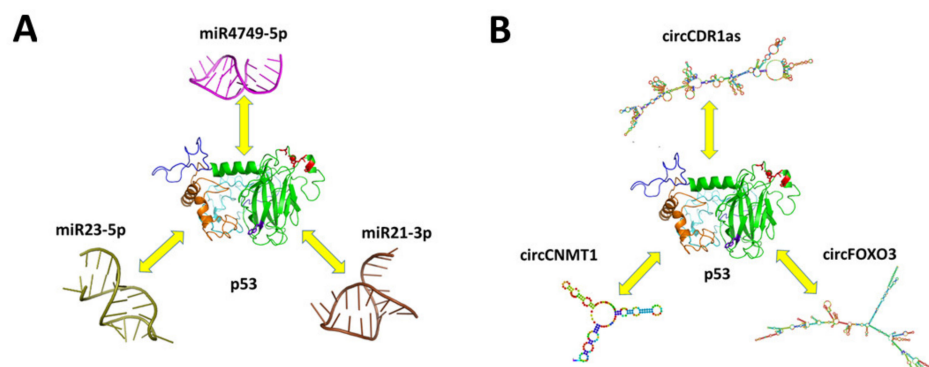 A
miR4749-5p
miR23-5p
miR21-3p
p53
B
circCDR1as
circCNMT1
circFOXO3
p53